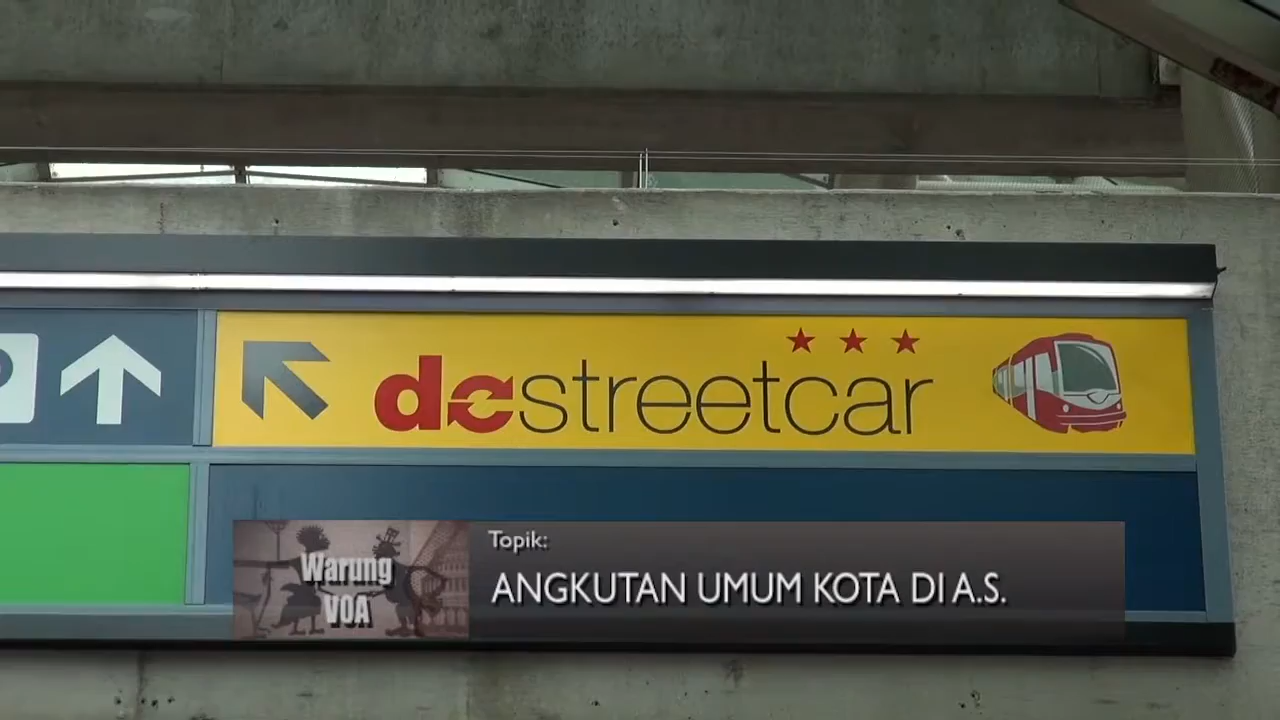 dcstreetcar
Warung
VOA
Topik:
ANGKUTAN UMUM KOTA DI A.S.